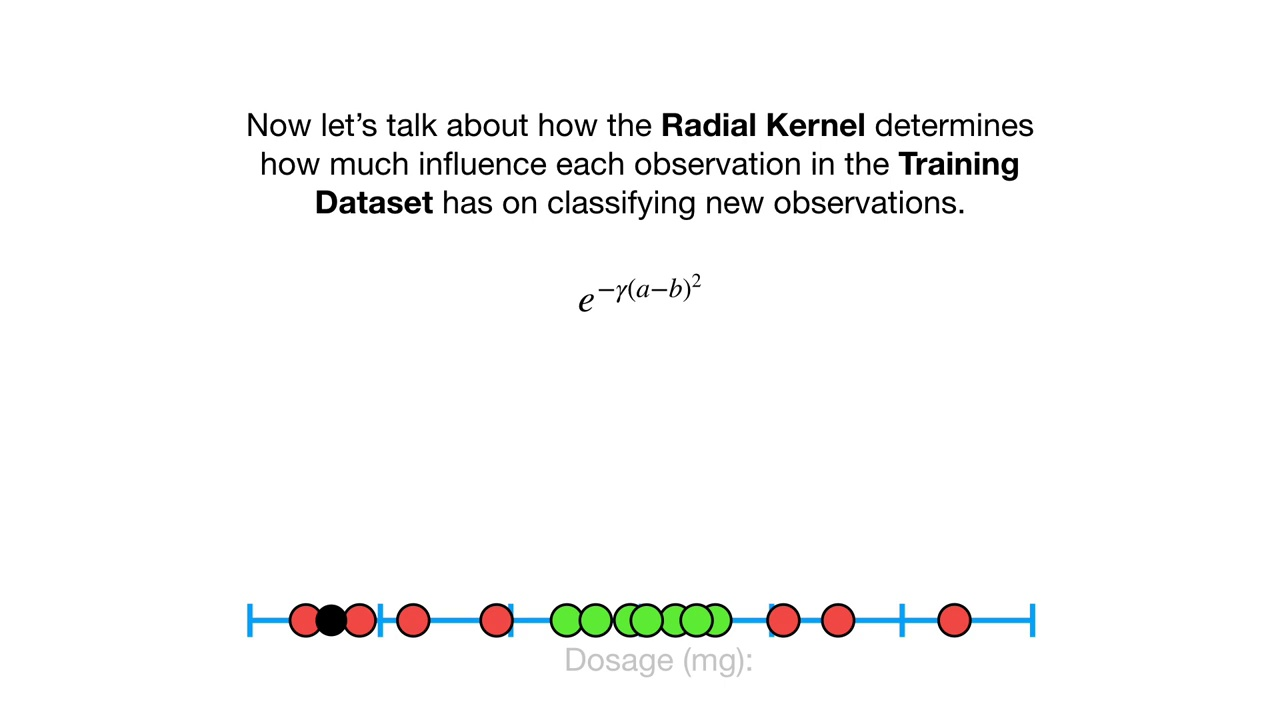 Now let’s talk about how the Radial Kernel determines
how much influence each observation in the Training
Dataset has on classifying new observations.
e^{−γ(a−b)^2}
Dosage (mg):